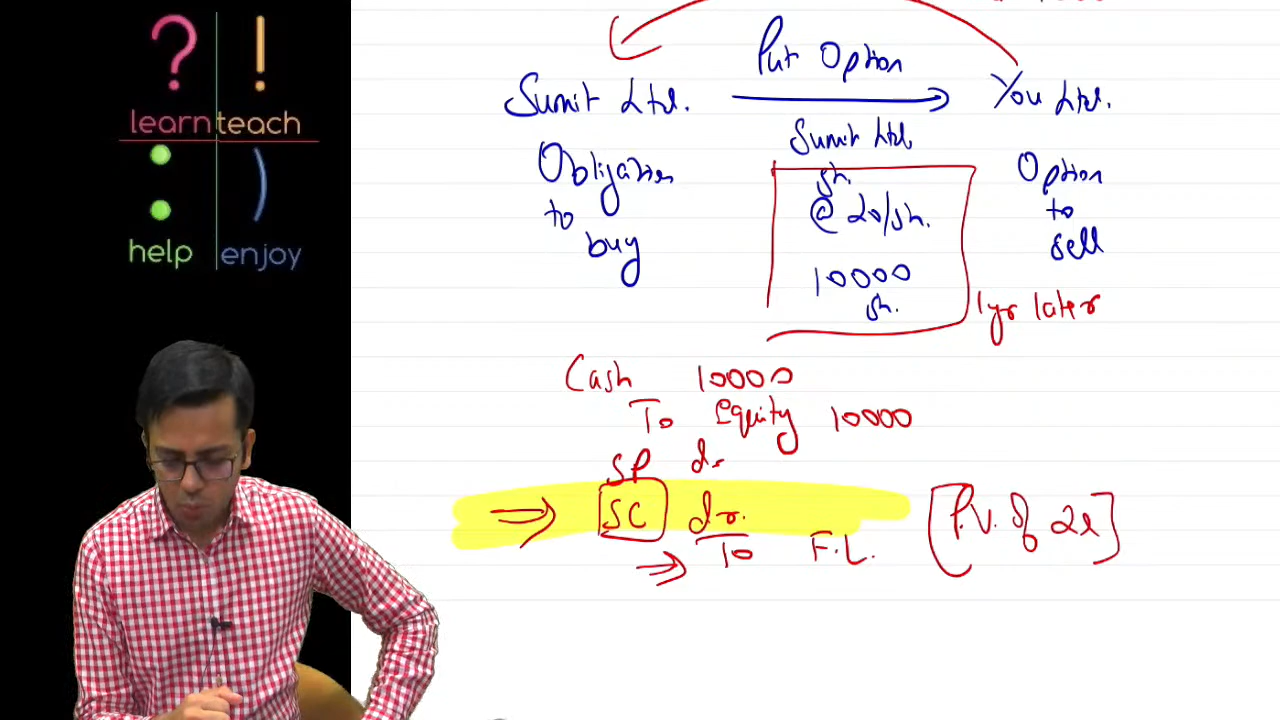 ? !
learn teach
: )
help enjoy
Sumit Ltd.
Put Option
You Ltd.
Obligation
to
buy
Sumit Ltd
sh.
@ 20/sh.
10000
sh.
Option
to
sell
1yr later
Cash 10000
To Equity 10000
SP dr
SC dr.
To F.L. [P.V. of 2L]